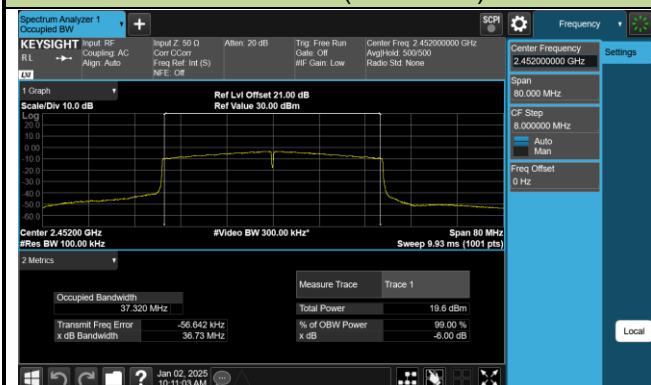 Spectrum Analyzer 1
Occupied BW
SCPI
Frequency
KEYSIGHT
RL
LXI
Input: RF
Coupling: AC
Align: Auto
Input Z: 50 Ω
Corr CCorr
Freq Ref: Int (S)
NFE: Off
Atten: 20 dB
Trig: Free Run
Gate: Off
#IF Gain: Low
Center Freq: 2.452000000 GHz
Avg|Hold: 500/500
Radio Std: None
Center Frequency
2.452000000 GHz
Settings
Span
80.000 MHz
CF Step
8.000000 MHz
Auto
Man
Freq Offset
0 Hz
Local
1 Graph
Scale/Div 10.0 dB
Ref Lvl Offset 21.00 dB
Ref Value 30.00 dBm
Log
20.0
10.0
0.00
-10.0
-20.0
-30.0
-40.0
-50.0
-60.0
Center 2.45200 GHz
#Res BW 100.00 kHz
#Video BW 300.00 kHz*
Span 80 MHz
Sweep 9.93 ms (1001 pts)
2 Metrics
Measure Trace Trace 1
Occupied Bandwidth
37.320 MHz
Total Power 19.6 dBm
Transmit Freq Error -56.642 kHz
% of OBW Power 99.00 %
x dB Bandwidth 36.73 MHz
x dB -6.00 dB
?
Jan 02, 2025
10:11:03 AM